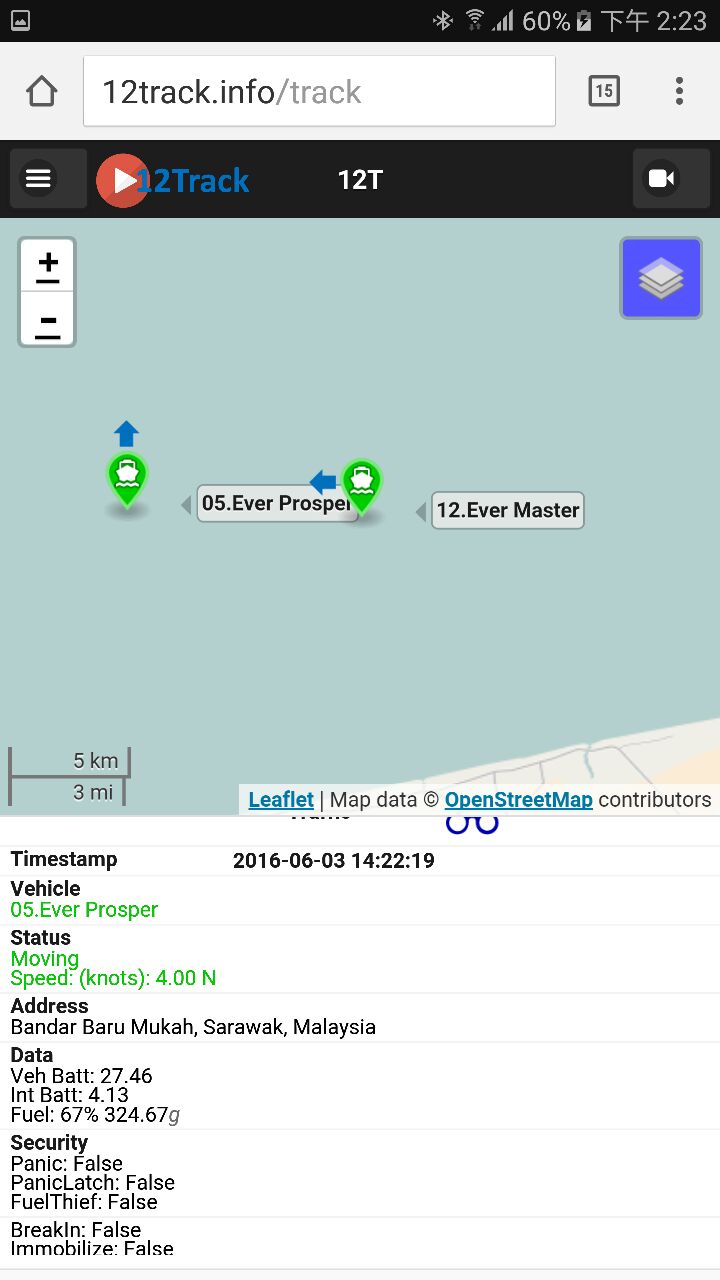 60% 下午 2:23
12track.info/track
15
12Track
12T
+
-
05.Ever Prosper
12.Ever Master
5 km
3 mi
Leaflet | Map data © OpenStreetMap contributors
Timestamp 2016-06-03 14:22:19
Vehicle
05.Ever Prosper
Status
Moving
Speed: (knots): 4.00 N
Address
Bandar Baru Mukah, Sarawak, Malaysia
Data
Veh Batt: 27.46
Int Batt: 4.13
Fuel: 67% 324.67g
Security
Panic: False
PanicLatch: False
FuelThief: False
BreakIn: False
Immobilize: False